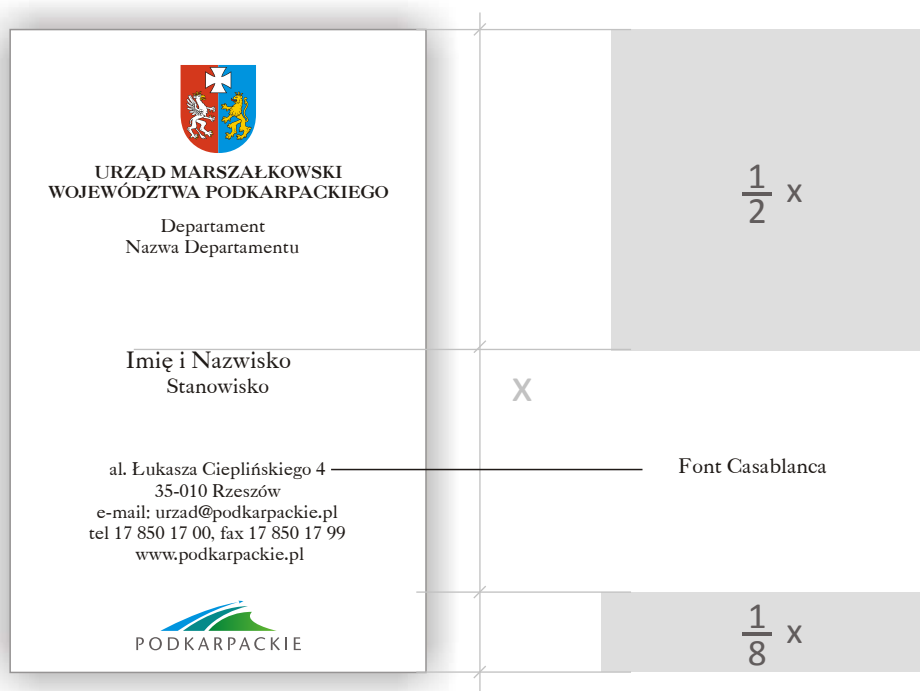 URZĄD MARSZAŁKOWSKI
WOJEWÓDZTWA PODKARPACKIEGO
Departament
Nazwa Departamentu
Imię i Nazwisko
Stanowisko
al. Łukasza Cieplińskiego 4
35-010 Rzeszów
e-mail: urzad@podkarpackie.pl
tel 17 850 17 00, fax 17 850 17 99
www.podkarpackie.pl
PODKARPACKIE
1/2 x
x
Font Casablanca
1/8 x